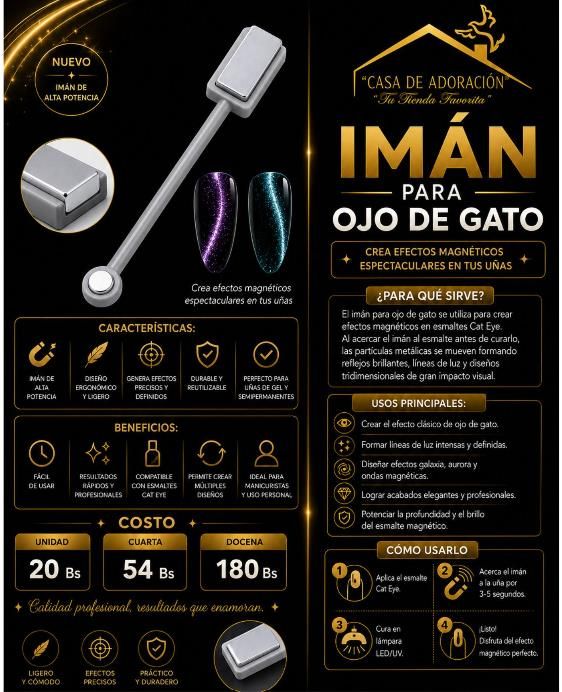 NUEVO
IMÁN DE
ALTA POTENCIA
Crea efectos magnéticos
espectaculares en tus uñas
CARACTERÍSTICAS:
IMÁN DE
ALTA
POTENCIA
DISEÑO
ERGONÓMICO
Y LIGERO
GENERA EFECTOS
PRECISOS Y
DEFINIDOS
DURABLE Y
REUTILIZABLE
PERFECTO PARA
UÑAS DE GEL Y
SEMIPERMANENTES
BENEFICIOS:
FÁCIL
DE USAR
RESULTADOS
RÁPIDOS Y
PROFESIONALES
COMPATIBLE
CON ESMALTES
CAT EYE
PERMITE CREAR
MÚLTIPLES
DISEÑOS
IDEAL PARA
MANICURISTAS
Y USO PERSONAL
COSTO
UNIDAD
20 Bs
CUARTA
54 Bs
DOCENA
180 Bs
Calidad profesional, resultados que enamoran.
LIGERO
Y CÓMODO
EFECTOS
PRECISOS
PRÁCTICO
Y DURADERO
"CASA DE ADORACIÓN"
"Tu Tienda Favorita"
IMÁN
PARA
OJO DE GATO
CREA EFECTOS MAGNÉTICOS
ESPECTACULARES EN TUS UÑAS
¿PARA QUÉ SIRVE?
El imán para ojo de gato se utiliza para crear
efectos magnéticos en esmaltes Cat Eye.
Al acercar el imán al esmalte antes de curarlo,
las partículas metálicas se mueven formando
reflejos brillantes, líneas de luz y diseños
tridimensionales de gran impacto visual.
USOS PRINCIPALES:
Crear el efecto clásico de ojo de gato.
Formar líneas de luz intensas y definidas.
Diseñar efectos galaxia, aurora y
ondas magnéticas.
Lograr acabados elegantes y profesionales.
Potenciar la profundidad y el brillo
del esmalte magnético.
CÓMO USARLO
1
Aplica el esmalte
Cat Eye.
2
Acerca el imán
a la uña por
3-5 segundos.
3
Cura en
lámpara
LED/UV.
4
¡Listo!
Disfruta del efecto
magnético perfecto.